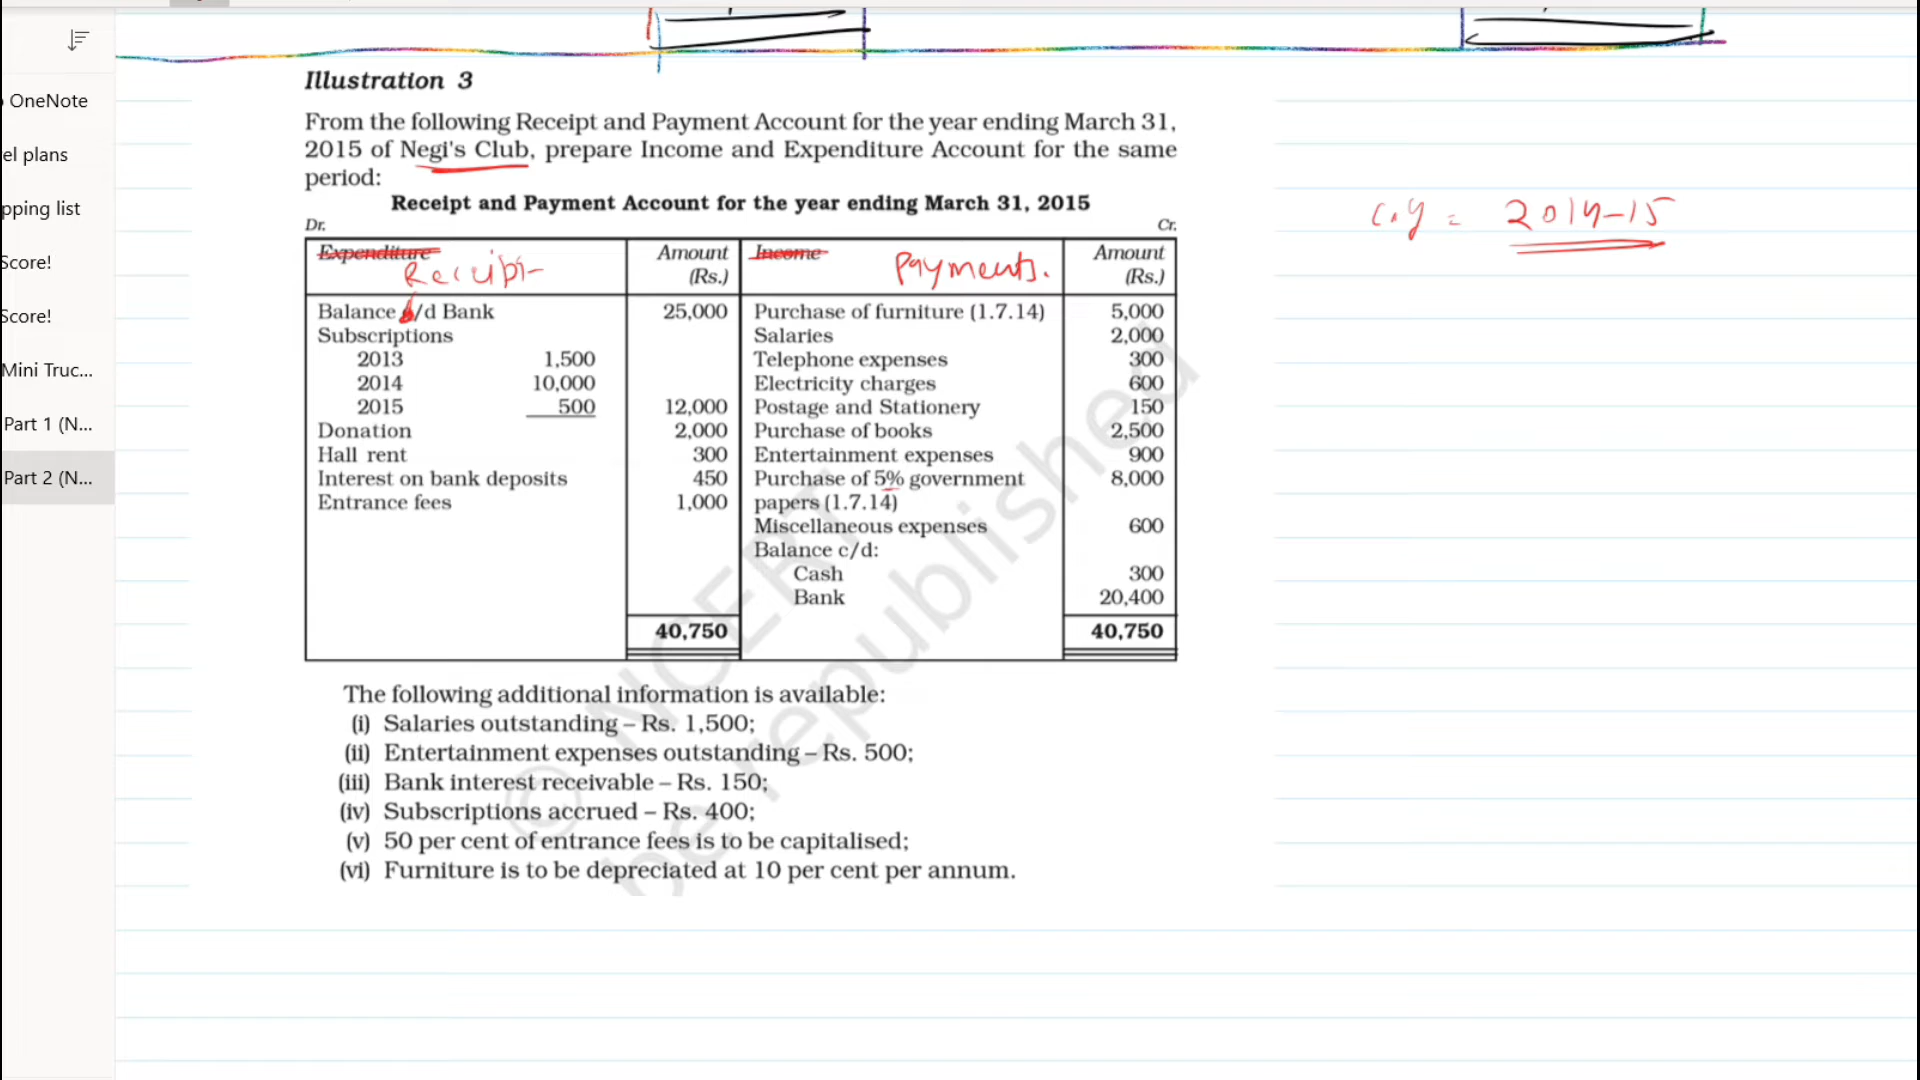 OneNote
el plans
pping list
Score!
Score!
Mini Truc...
Part 1 (N...
Part 2 (N...
Illustration 3
From the following Receipt and Payment Account for the year ending March 31,
2015 of Negi's Club, prepare Income and Expenditure Account for the same
period:
Receipt and Payment Account for the year ending March 31, 2015
Dr. Cr.
Expenditure Amount Income Amount
Receipt (Rs.) Payments. (Rs.)
Balance b/d Bank 25,000 Purchase of furniture (1.7.14) 5,000
Subscriptions Salaries 2,000
2013 1,500 Telephone expenses 300
2014 10,000 Electricity charges 600
2015 500 12,000 Postage and Stationery 150
Donation 2,000 Purchase of books 2,500
Hall rent 300 Entertainment expenses 900
Interest on bank deposits 450 Purchase of 5% government 8,000
Entrance fees 1,000 papers (1.7.14)
Miscellaneous expenses 600
Balance c/d:
Cash 300
Bank 20,400
40,750 40,750
The following additional information is available:
(i) Salaries outstanding – Rs. 1,500;
(ii) Entertainment expenses outstanding – Rs. 500;
(iii) Bank interest receivable – Rs. 150;
(iv) Subscriptions accrued – Rs. 400;
(v) 50 per cent of entrance fees is to be capitalised;
(vi) Furniture is to be depreciated at 10 per cent per annum.
C.y = 2014-15
© NCERT
be republished